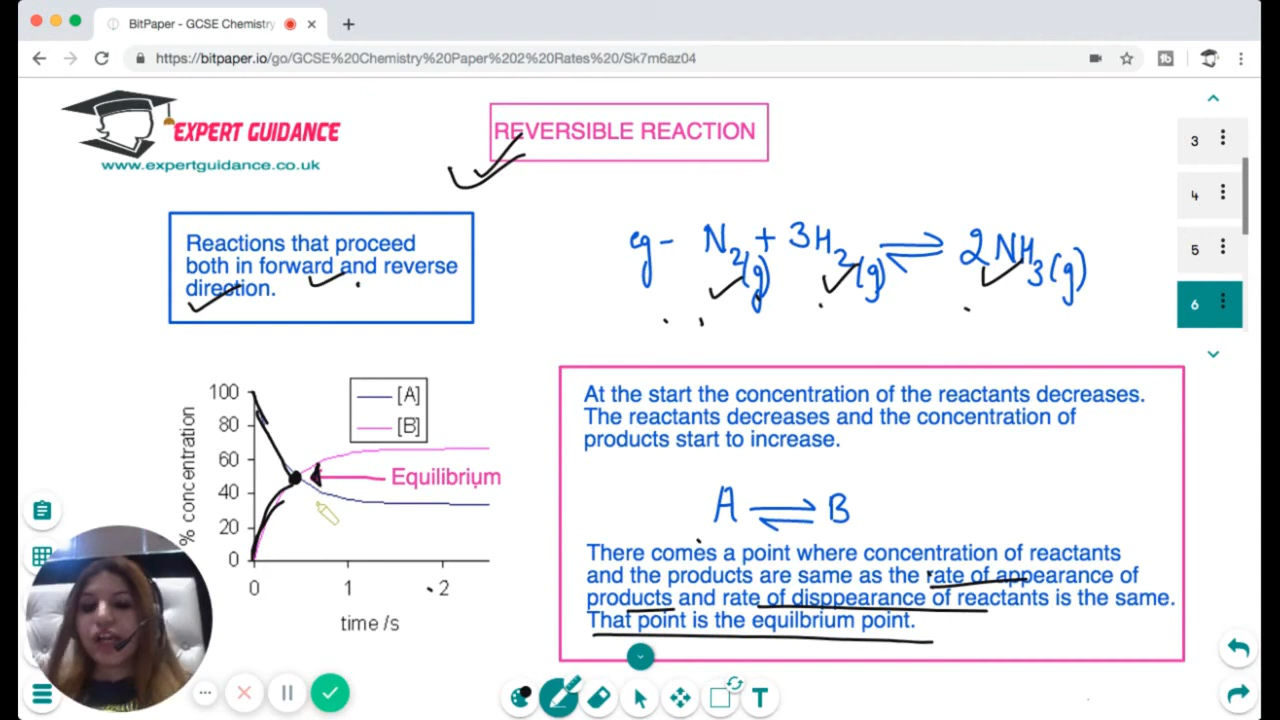 BitPaper - GCSE Chemistry
https://bitpaper.io/go/GCSE%20Chemistry%20Paper%202%20Rates%20/Sk7m6az04
EXPERT GUIDANCE
www.expertguidance.co.uk
REVERSIBLE REACTION
Reactions that proceed
both in forward and reverse
direction.
eg- N2(g) + 3H2(g) ⇌ 2NH3(g)
3
4
5
6
% concentration
100
80
60
40
20
0
[A]
[B]
Equilibrium
0 1 2
time /s
At the start the concentration of the reactants decreases.
The reactants decreases and the concentration of
products start to increase.
A ⇌ B
There comes a point where concentration of reactants
and the products are same as the rate of appearance of
products and rate of disppearance of reactants is the same.
That point is the equilbrium point.
T